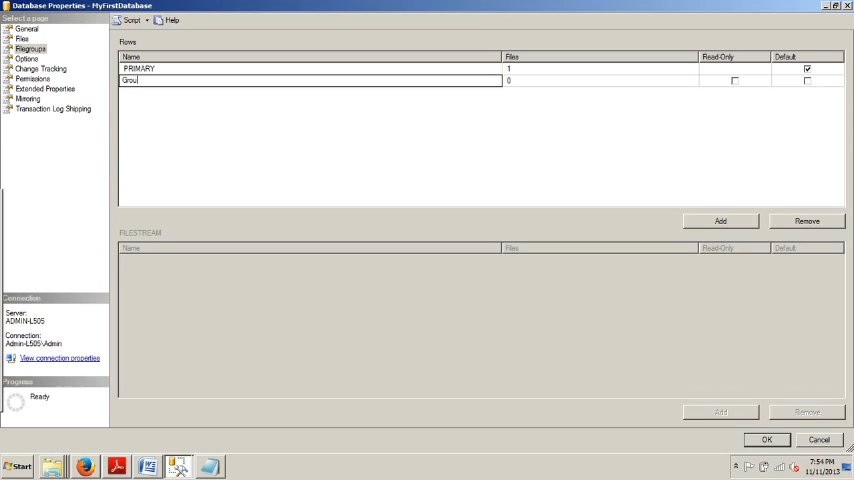 Database Properties - MyFirstDatabase
Select a page
General
Files
Filegroups
Options
Change Tracking
Permissions
Extended Properties
Mirroring
Transaction Log Shipping
Script
Help
Rows
Name Files Read-Only Default
PRIMARY 1
Grou 0
Add Remove
FILESTREAM
Name Files Read-Only Default
Connection
Server:
ADMIN-L505
Connection:
Admin-L505\Admin
View connection properties
Progress
Ready
Add Remove
OK Cancel
Start
7:54 PM
11/11/2013